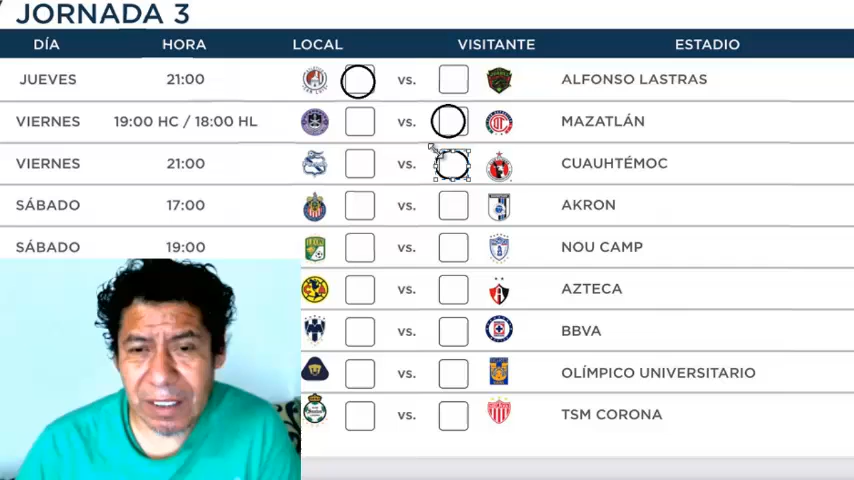 JORNADA 3
DÍA HORA LOCAL VISITANTE ESTADIO
JUEVES 21:00 vs. ALFONSO LASTRAS
VIERNES 19:00 HC / 18:00 HL vs. MAZATLÁN
VIERNES 21:00 vs. CUAUHTÉMOC
SÁBADO 17:00 vs. AKRON
SÁBADO 19:00 vs. NOU CAMP
vs. AZTECA
vs. BBVA
vs. OLÍMPICO UNIVERSITARIO
vs. TSM CORONA